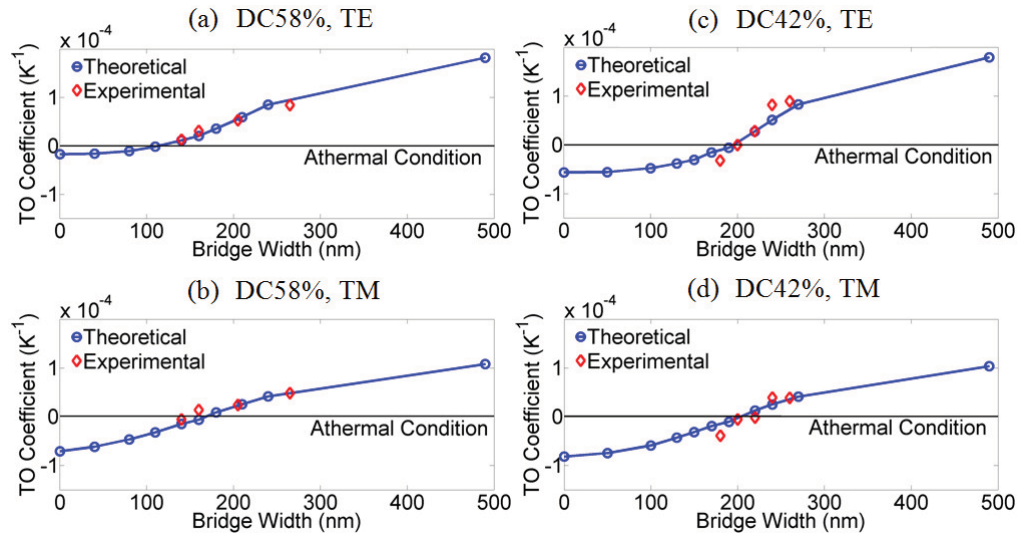 (a) DC58%, TE
x 10⁻⁴
TO Coefficient (K⁻¹)
1
0
-1
Theoretical
Experimental
Athermal Condition
0 100 200 300 400 500
Bridge Width (nm)
(c) DC42%, TE
x 10⁻⁴
TO Coefficient (K⁻¹)
1
0
-1
Theoretical
Experimental
Athermal Condition
0 100 200 300 400 500
Bridge Width (nm)
(b) DC58%, TM
x 10⁻⁴
TO Coefficient (K⁻¹)
1
0
-1
Theoretical
Experimental
Athermal Condition
0 100 200 300 400 500
Bridge Width (nm)
(d) DC42%, TM
x 10⁻⁴
TO Coefficient (K⁻¹)
1
0
-1
Theoretical
Experimental
Athermal Condition
0 100 200 300 400 500
Bridge Width (nm)